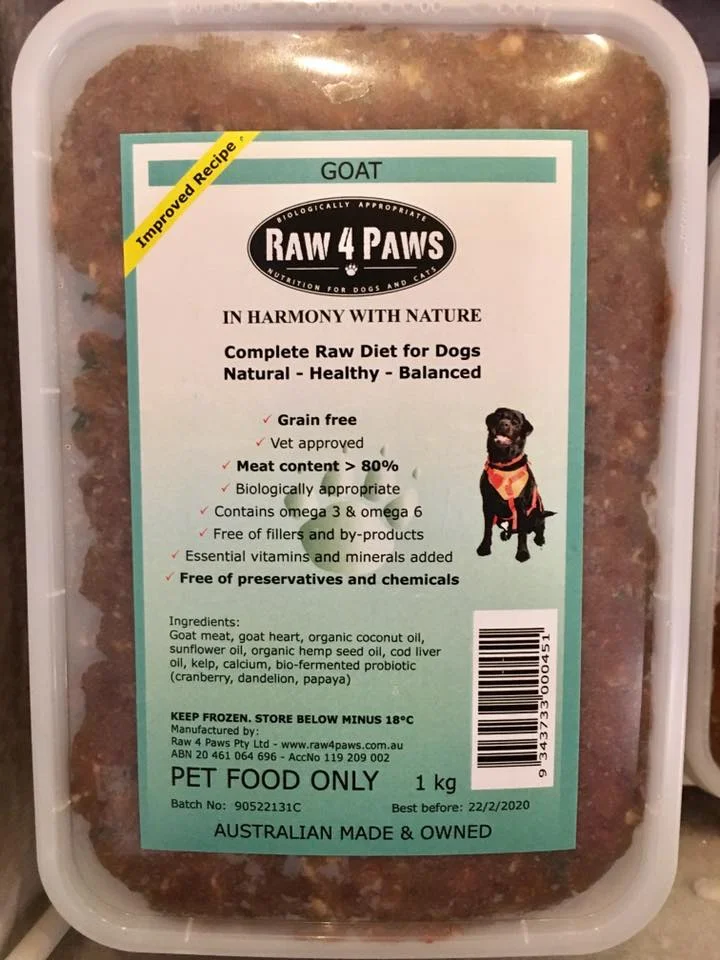 Improved Recipe
GOAT
BIOLOGICALLY APPROPRIATE
RAW 4 PAWS
NUTRITION FOR DOGS AND CATS
IN HARMONY WITH NATURE
Complete Raw Diet for Dogs
Natural - Healthy - Balanced
✓ Grain free
✓ Vet approved
✓ Meat content > 80%
✓ Biologically appropriate
✓ Contains omega 3 & omega 6
✓ Free of fillers and by-products
✓ Essential vitamins and minerals added
✓ Free of preservatives and chemicals
Ingredients:
Goat meat, goat heart, organic coconut oil,
sunflower oil, organic hemp seed oil, cod liver
oil, kelp, calcium, bio-fermented probiotic
(cranberry, dandelion, papaya)
KEEP FROZEN. STORE BELOW MINUS 18°C
Manufactured by:
Raw 4 Paws Pty Ltd - www.raw4paws.com.au
ABN 20 461 064 696 - AccNo 119 209 002
PET FOOD ONLY 1 kg
Batch No: 90522131C Best before: 22/2/2020
AUSTRALIAN MADE & OWNED
9 343733 000451